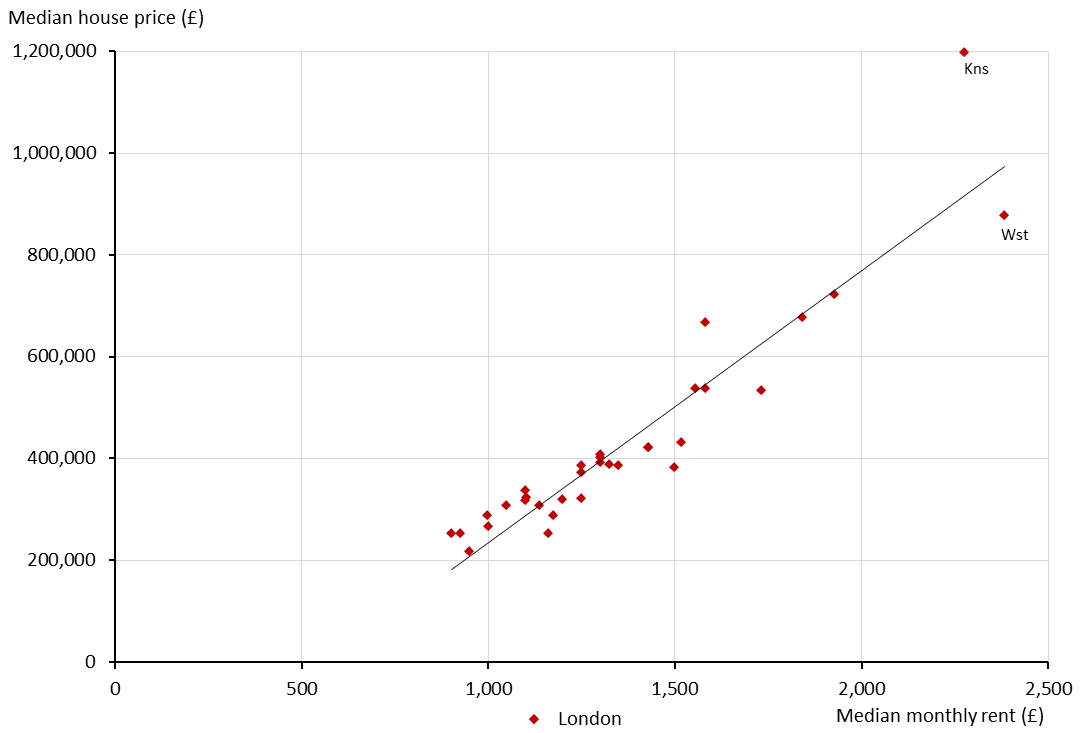 Median house price (£)
1,200,000
Kns
1,000,000
800,000
Wst
600,000
400,000
200,000
0
0 500 1,000 1,500 2,000 2,500
London
Median monthly rent (£)